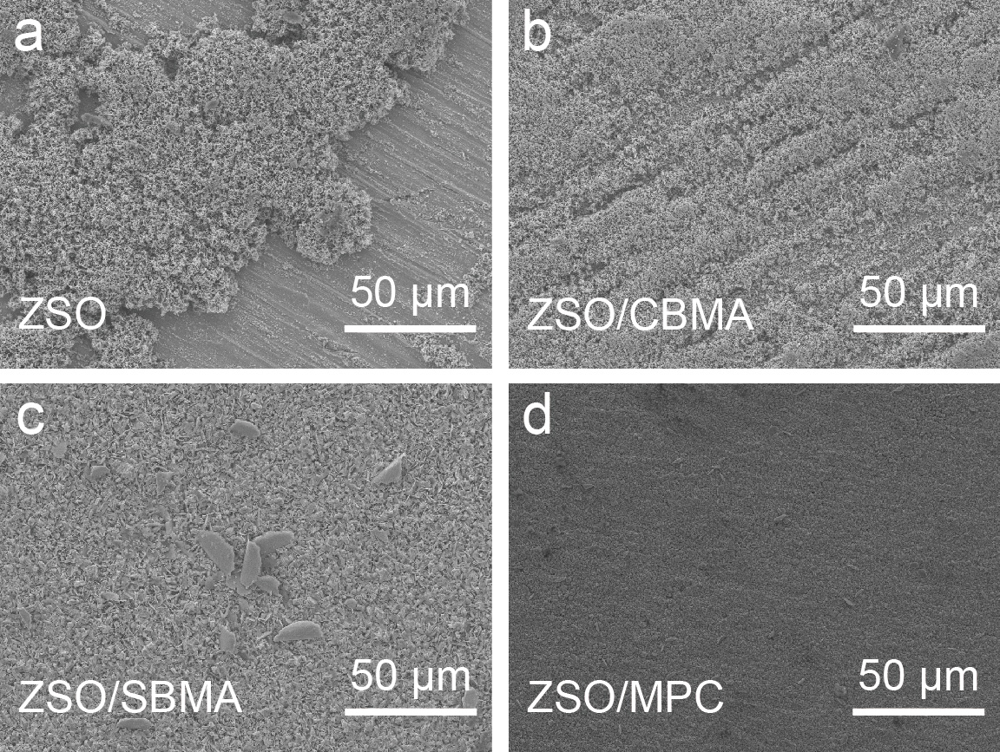 a
50 µm
ZSO
b
50 µm
ZSO/CBMA
c
50 µm
ZSO/SBMA
d
50 µm
ZSO/MPC